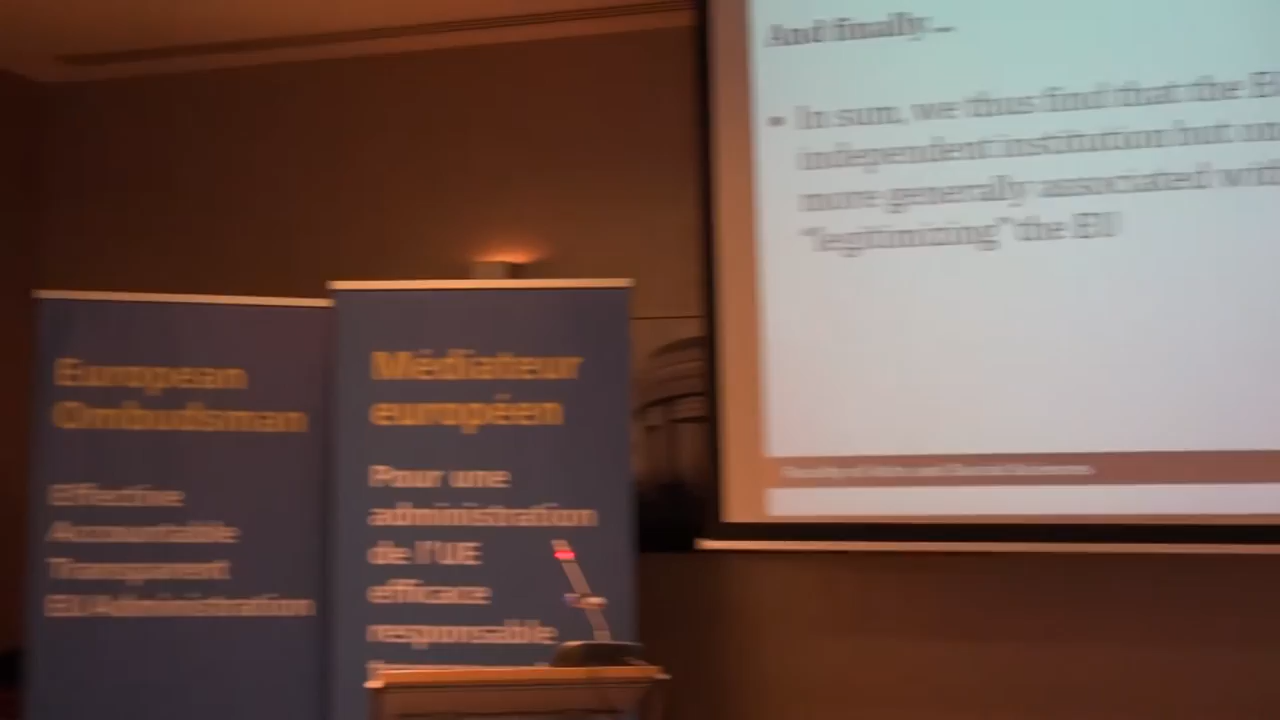 European
Ombudsman
Effective
Accountable
Transparent
EU Administration
Médiateur
européen
Pour une
administration
de l'UE
efficace
responsable
And finally...
• In sum, we thus find that the
independent institution but
more generally associated with
"legitimizing" the EU